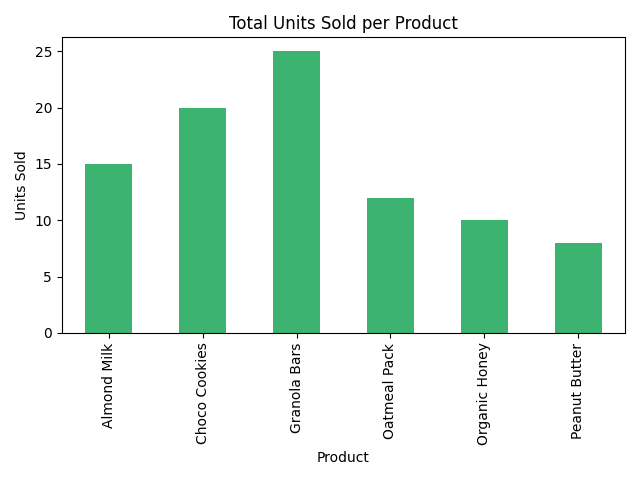 Total Units Sold per Product
Units Sold
25
20
15
10
5
0
Almond Milk
Choco Cookies
Granola Bars
Oatmeal Pack
Organic Honey
Peanut Butter
Product